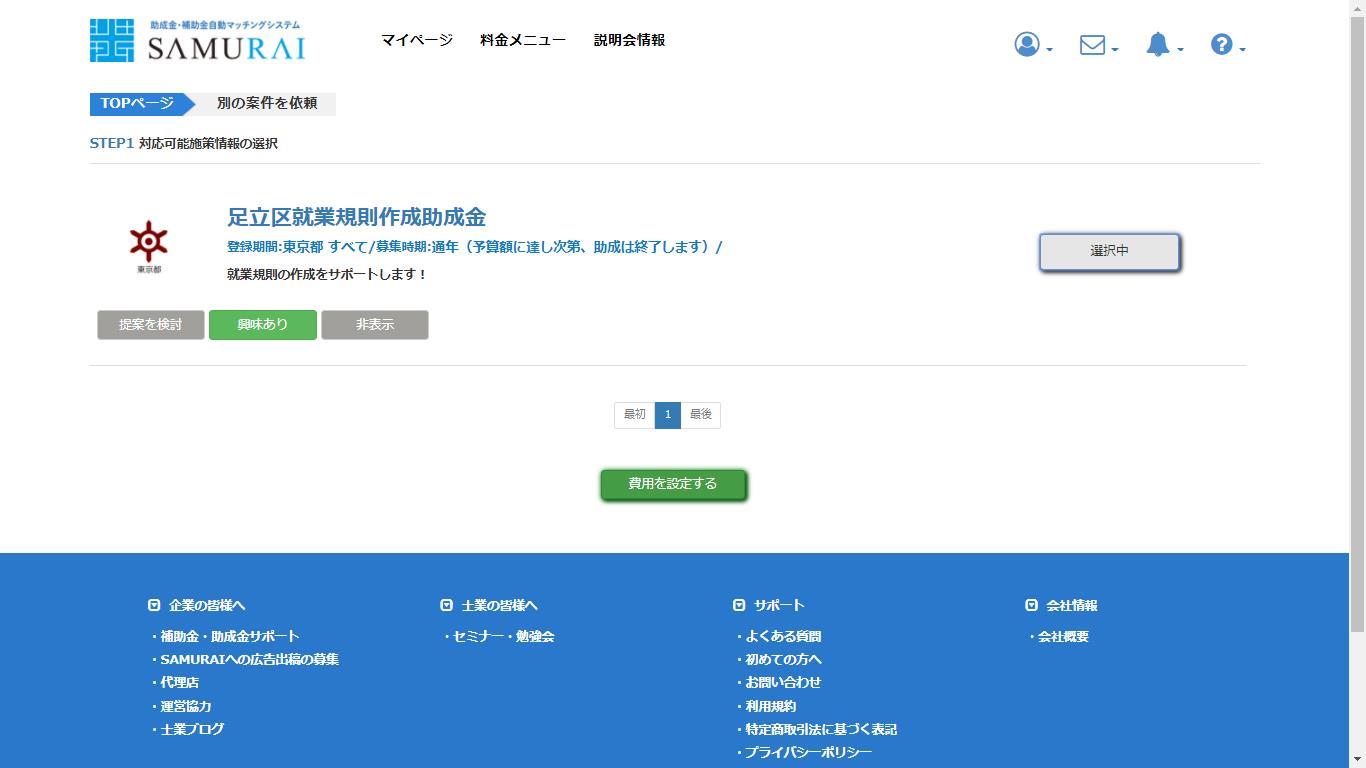 助成金・補助金自動マッチングシステム
SAMURAI
マイページ 料金メニュー 説明会情報
TOPページ 別の案件を依頼
STEP1 対応可能施策情報の選択
足立区就業規則作成助成金
登録期間:東京都 すべて/募集時期:通年（予算額に達し次第、助成は終了します）/
就業規則の作成をサポートします！
東京都
選択中
提案を検討 興味あり 非表示
最初 1 最後
費用を設定する
企業の皆様へ
・補助金・助成金サポート
・SAMURAIへの広告出稿の募集
・代理店
・運営協力
・士業ブログ
士業の皆様へ
・セミナー・勉強会
サポート
・よくある質問
・初めての方へ
・お問い合わせ
・利用規約
・特定商取引法に基づく表記
・プライバシーポリシー
会社情報
・会社概要